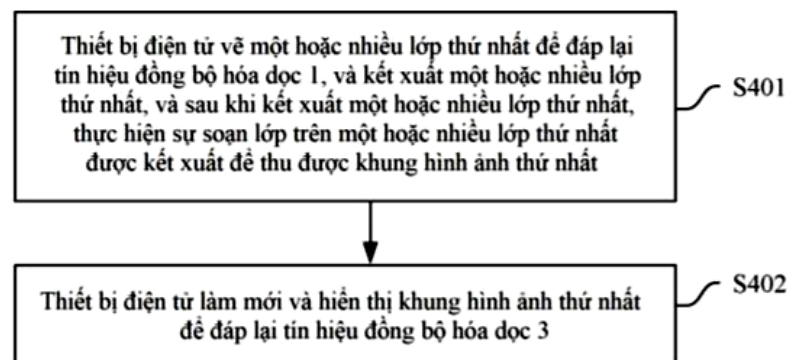 Thiết bị điện tử vẽ một hoặc nhiều lớp thứ nhất để đáp lại
tín hiệu đồng bộ hóa dọc 1, và kết xuất một hoặc nhiều lớp
thứ nhất, và sau khi kết xuất một hoặc nhiều lớp thứ nhất,
thực hiện sự soạn lớp trên một hoặc nhiều lớp thứ nhất
được kết xuất để thu được khung hình ảnh thứ nhất
S401
Thiết bị điện tử làm mới và hiển thị khung hình ảnh thứ nhất
để đáp lại tín hiệu đồng bộ hóa dọc 3
S402